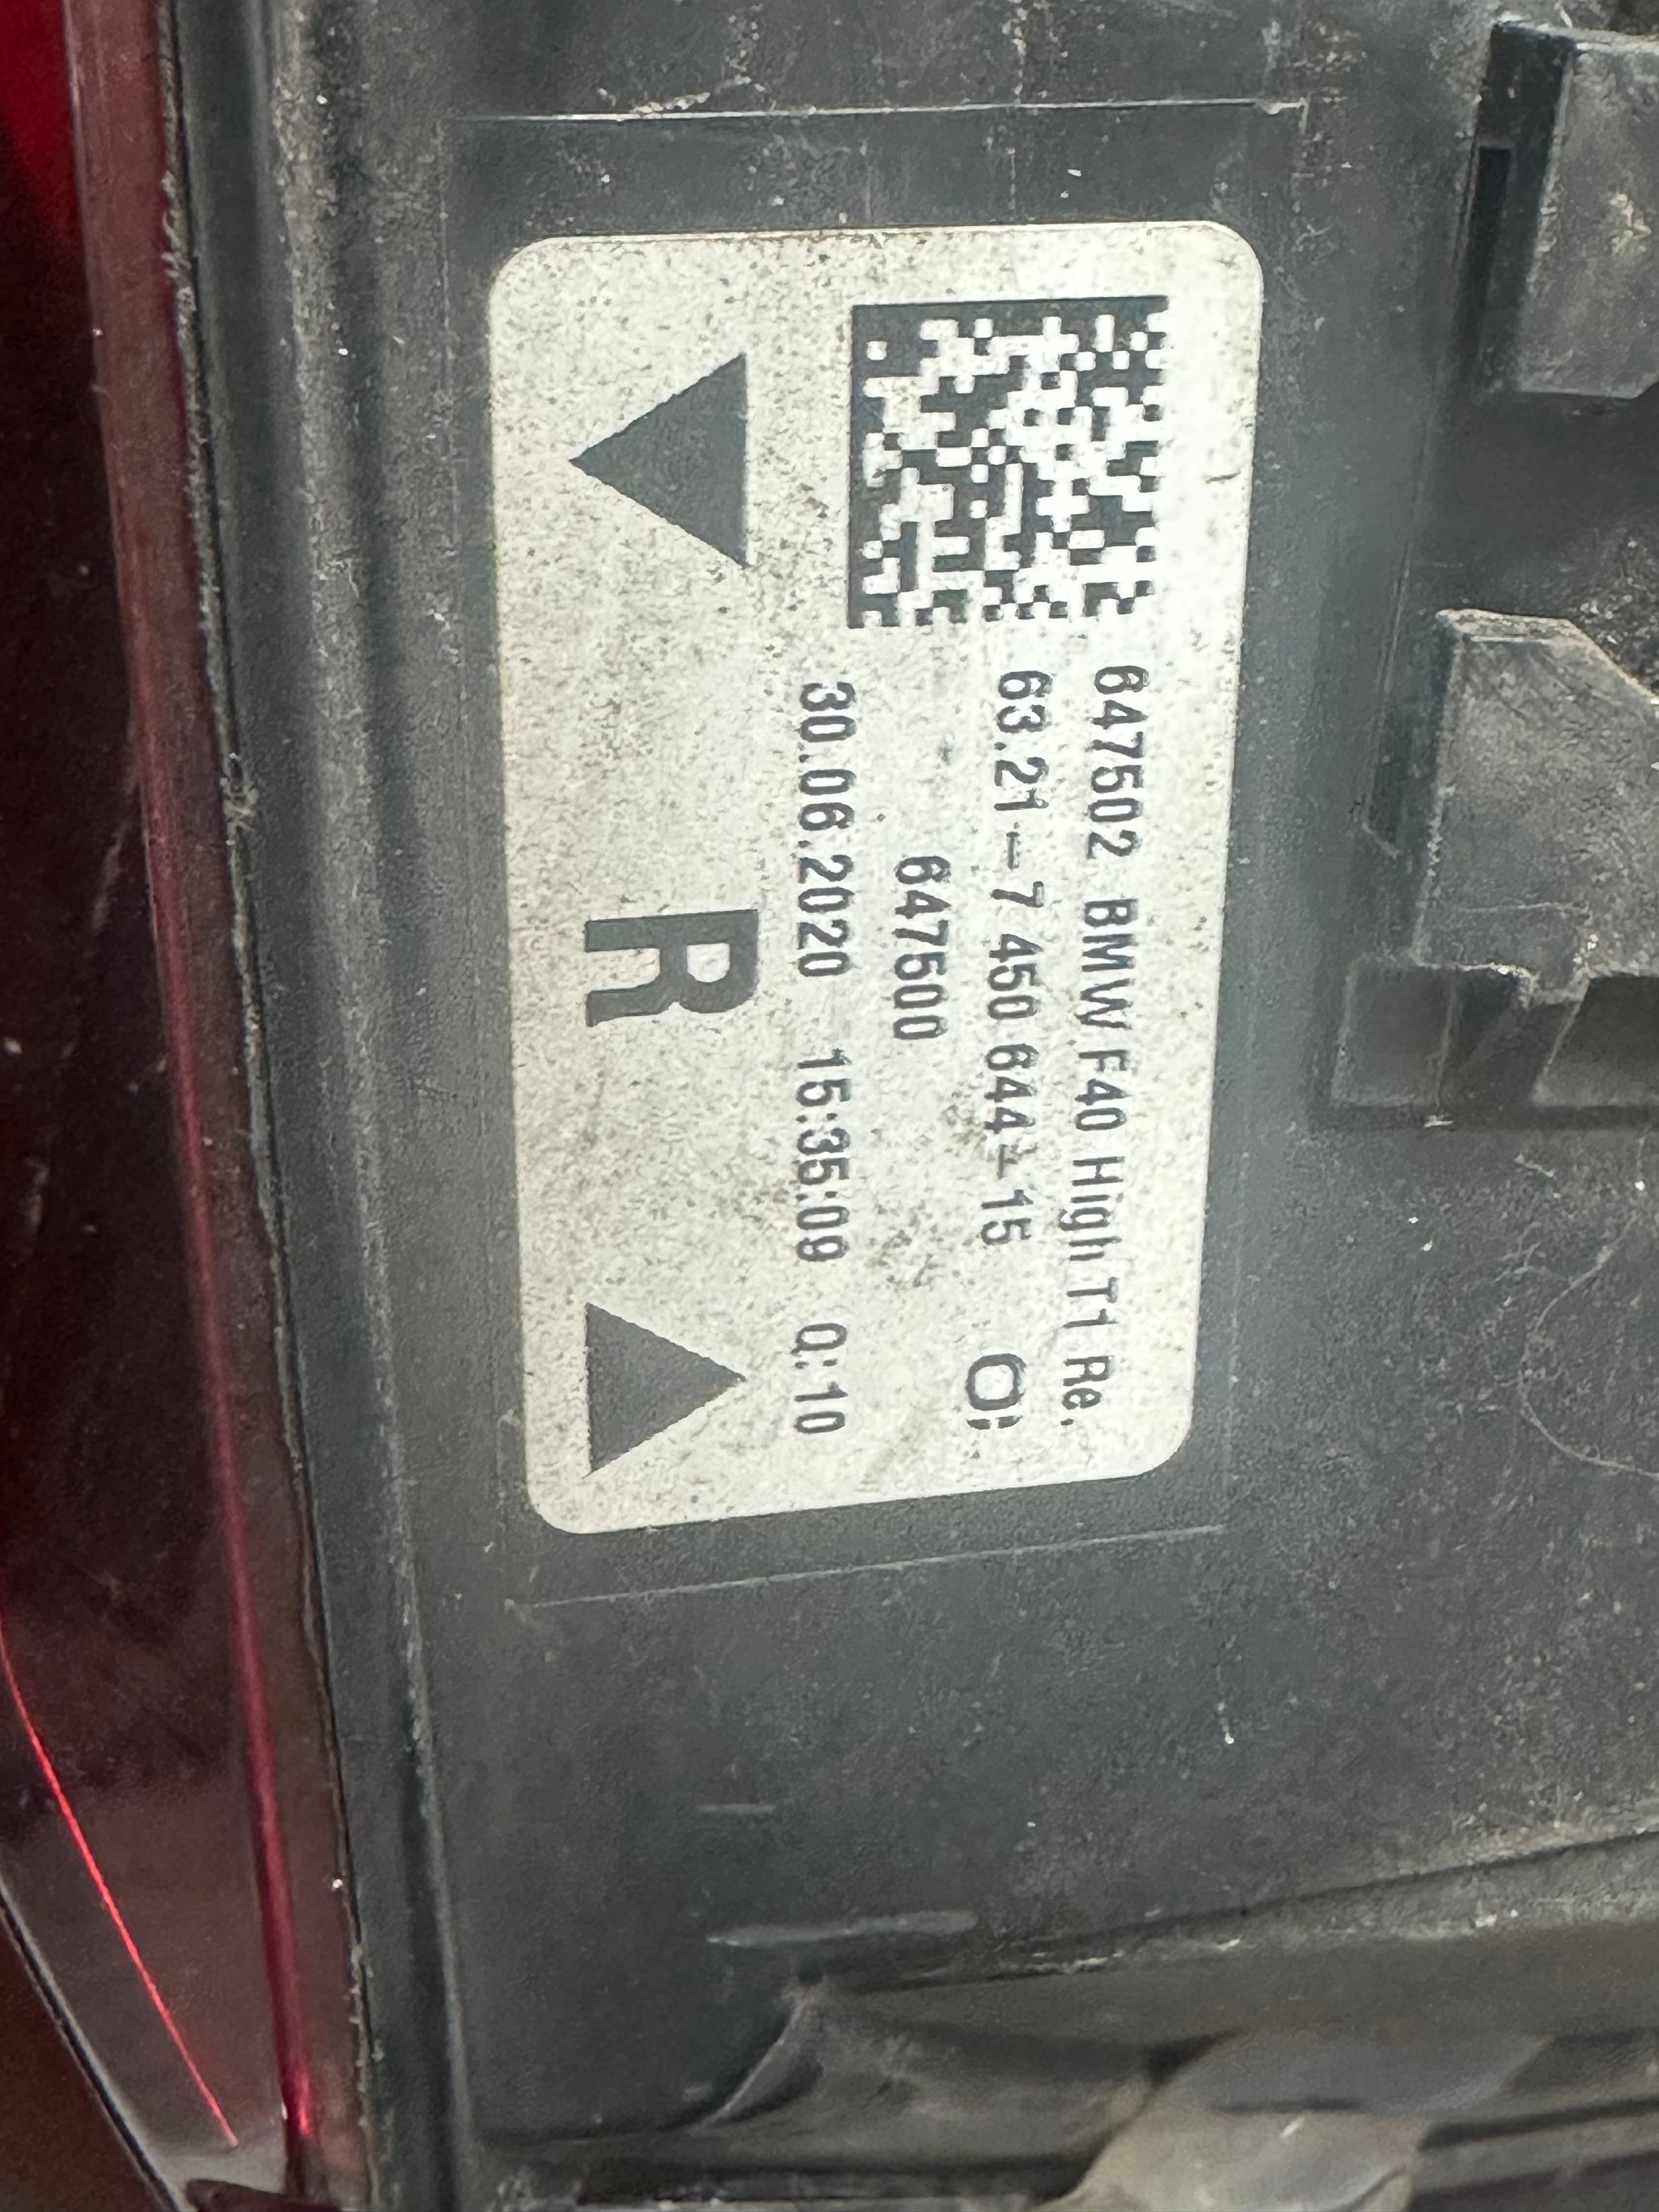 647502 BMW F40 High T1 Re.
63.21-7 450 644-15
647500
30.06.2020 15:35:09 Q:10
R